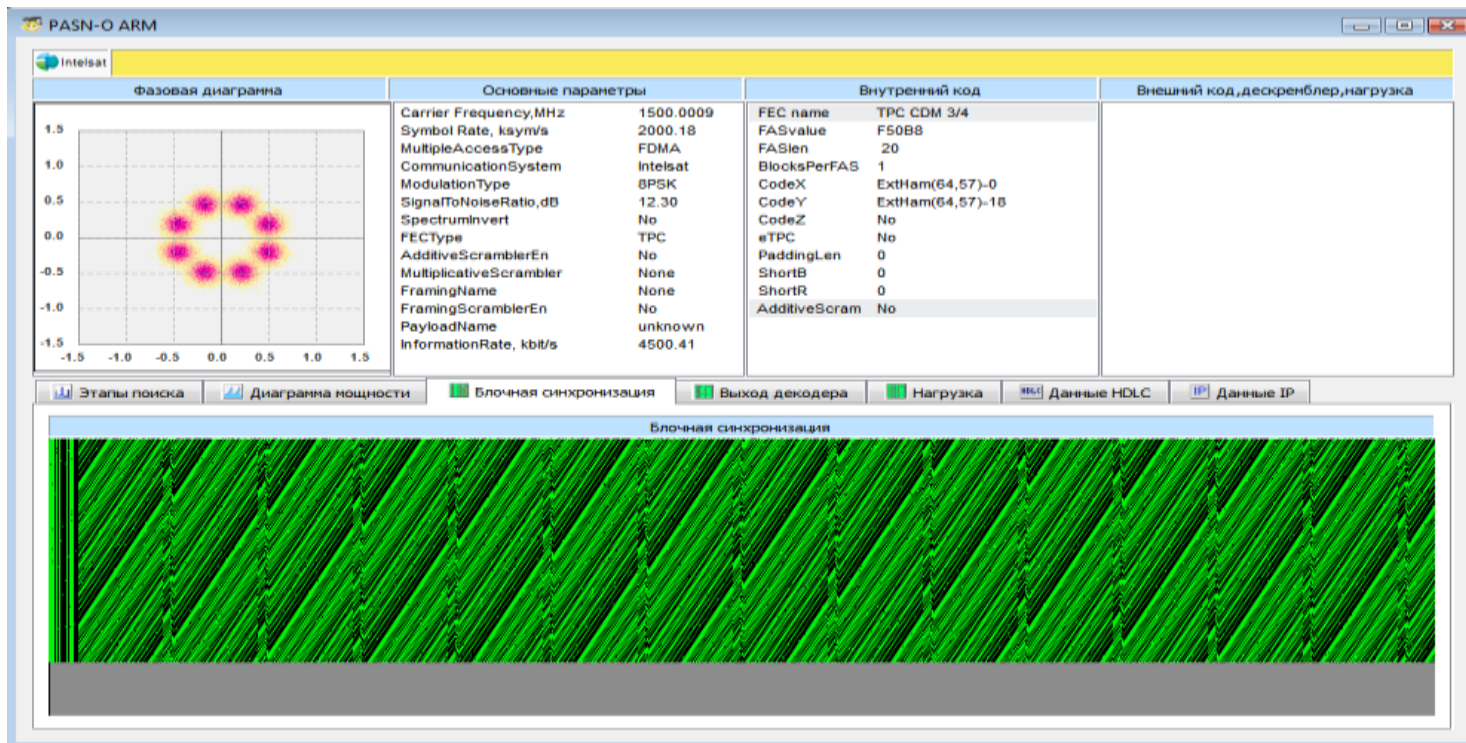 PASN-O ARM
Intelsat
Фазовая диаграмма
Основные параметры
Внутренний код
Внешний код,дескремблер,нагрузка
1.5
1.0
0.5
0.0
-0.5
-1.0
-1.5
-1.5 -1.0 -0.5 0.0 0.5 1.0 1.5
Carrier Frequency,MHz 1500.0009
Symbol Rate, ksym/s 2000.18
MultipleAccessType FDMA
CommunicationSystem Intelsat
ModulationType 8PSK
SignalToNoiseRatio,dB 12.30
SpectrumInvert No
FECType TPC
AdditiveScramblerEn No
MultiplicativeScrambler None
FramingName None
FramingScramblerEn No
PayloadName unknown
InformationRate, kbit/s 4500.41
FEC name TPC CDM 3/4
FASvalue F50B8
FASlen 20
BlocksPerFAS 1
CodeX ExtHam(64,57)-0
CodeY ExtHam(64,57)-18
CodeZ No
eTPC No
PaddingLen 0
ShortB 0
ShortR 0
AdditiveScram No
Этапы поиска
Диаграмма мощности
Блочная синхронизация
Выход декодера
Нагрузка
HDLC Данные HDLC
IP Данные IP
Блочная синхронизация